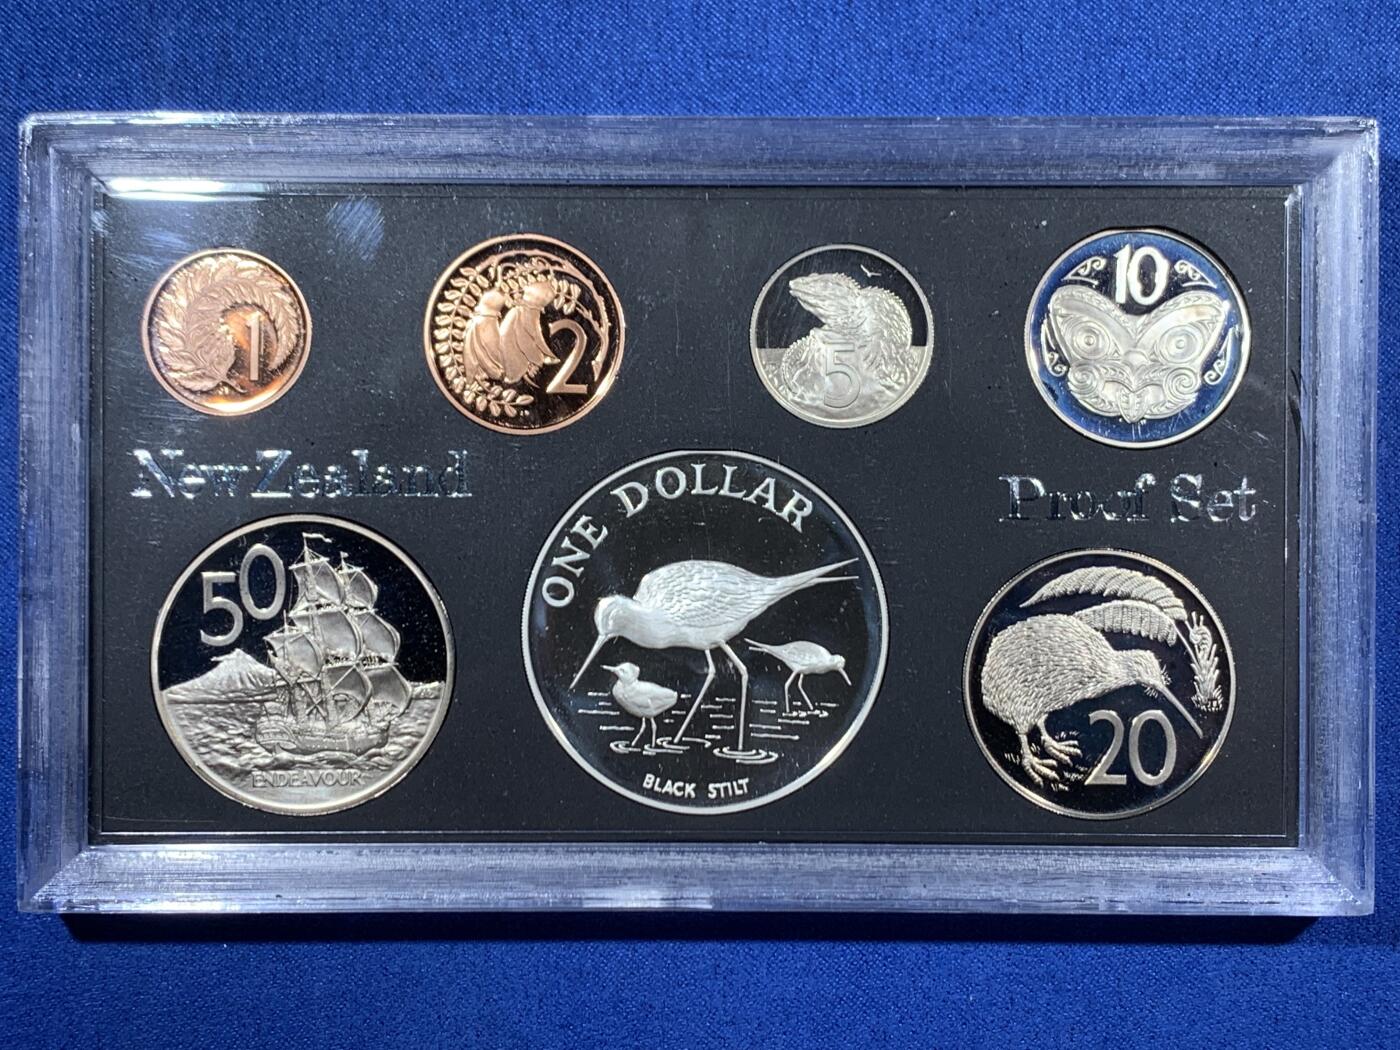 1
2
5
10
New Zealand
Proof Set
50
ENDEAVOUR
ONE DOLLAR
BLACK STILT
20